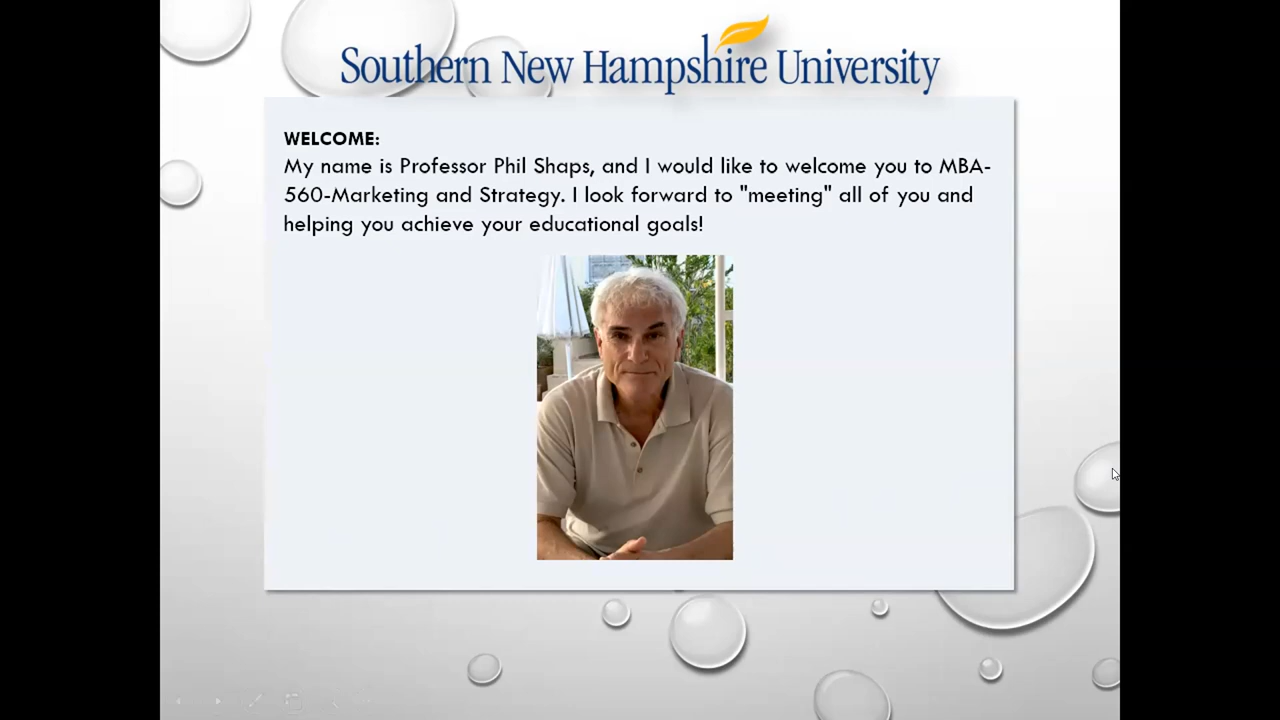 Southern New Hampshire University
WELCOME:
My name is Professor Phil Shaps, and I would like to welcome you to MBA-
560-Marketing and Strategy. I look forward to "meeting" all of you and
helping you achieve your educational goals!